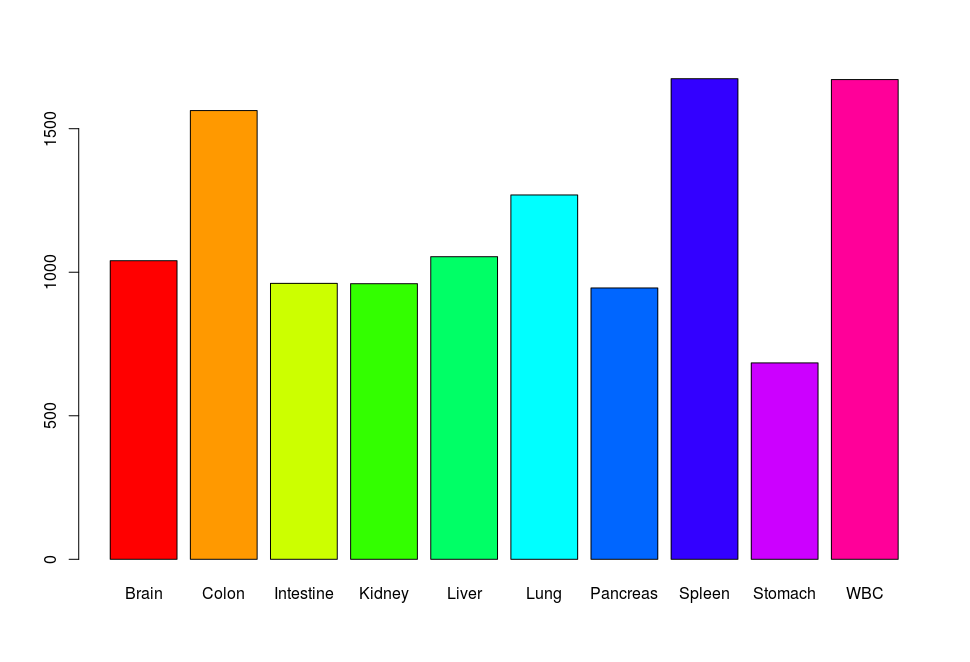 1500
1000
500
0
Brain Colon Intestine Kidney Liver Lung Pancreas Spleen Stomach WBC